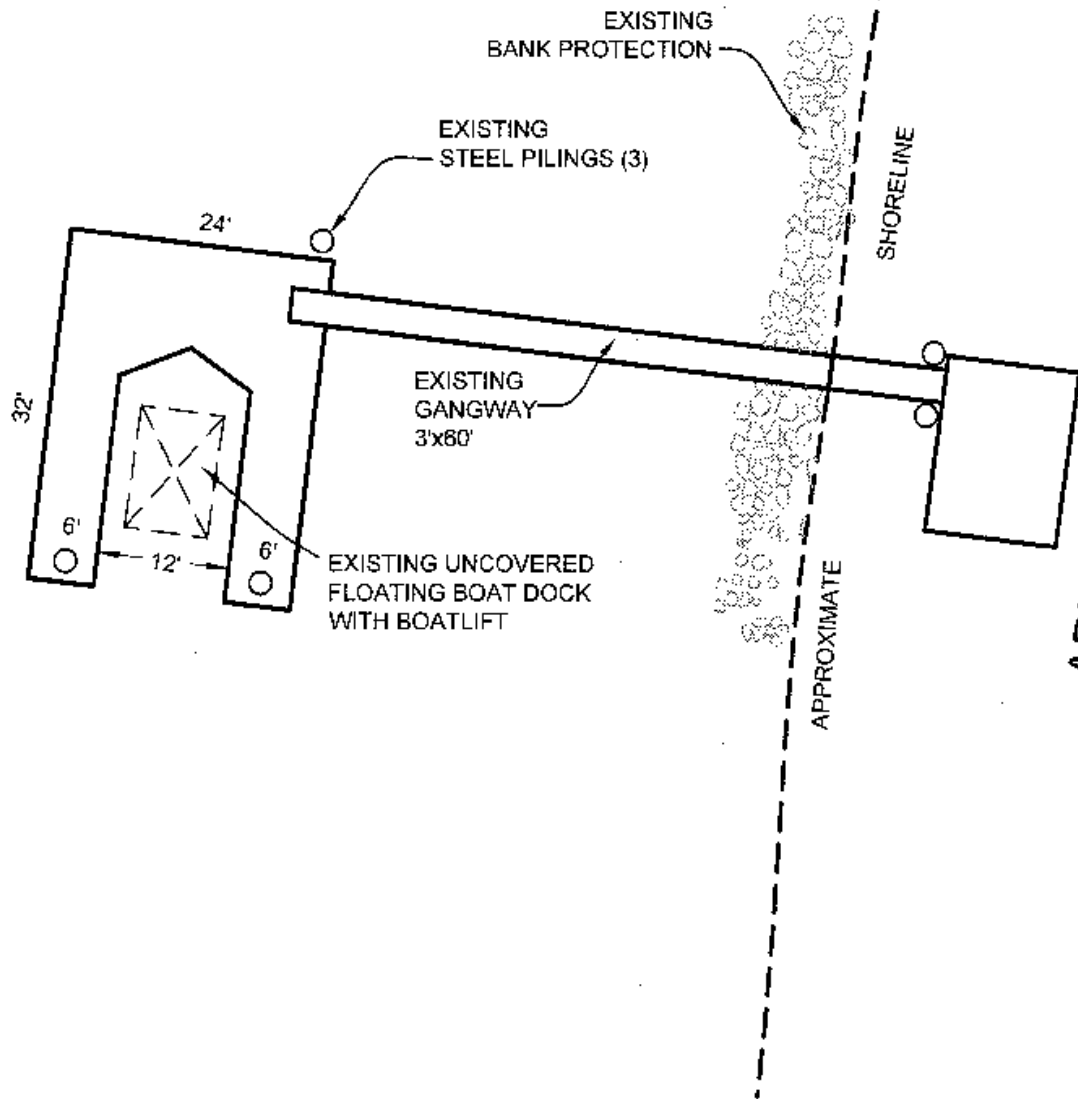 EXISTING
BANK PROTECTION
EXISTING
STEEL PILINGS (3)
SHORELINE
24'
EXISTING
GANGWAY
3'x60'
32'
6'
12'
6'
EXISTING UNCOVERED
FLOATING BOAT DOCK
WITH BOATLIFT
APPROXIMATE